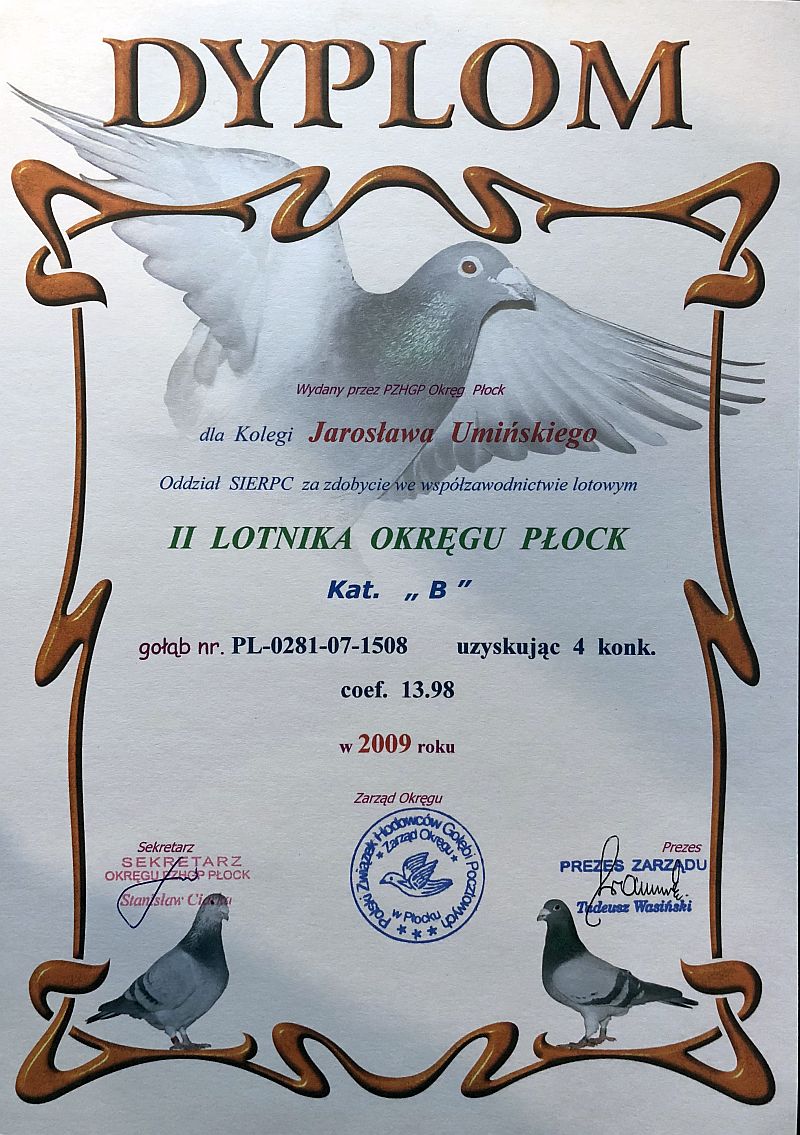 DYPLOM
Wydany przez PZHGP Okręg Płock
dla Kolegi Jarosława Umińskiego
Oddział SIERPC za zdobycie we współzawodnictwie lotowym
II LOTNIKA OKRĘGU PŁOCK
Kat. „ B ”
gołąb nr. PL-0281-07-1508 uzyskując 4 konk.
coef. 13.98
w 2009 roku
Zarząd Okręgu
Sekretarz
SEKRETARZ
OKRĘGU PZHGP PŁOCK
Stanisław
Polski Związek Hodowców Gołębi Pocztowych
* Zarząd Okręgu *
w Płocku
* * * *
Prezes
PREZES ZARZĄDU
Tadeusz Wasiński